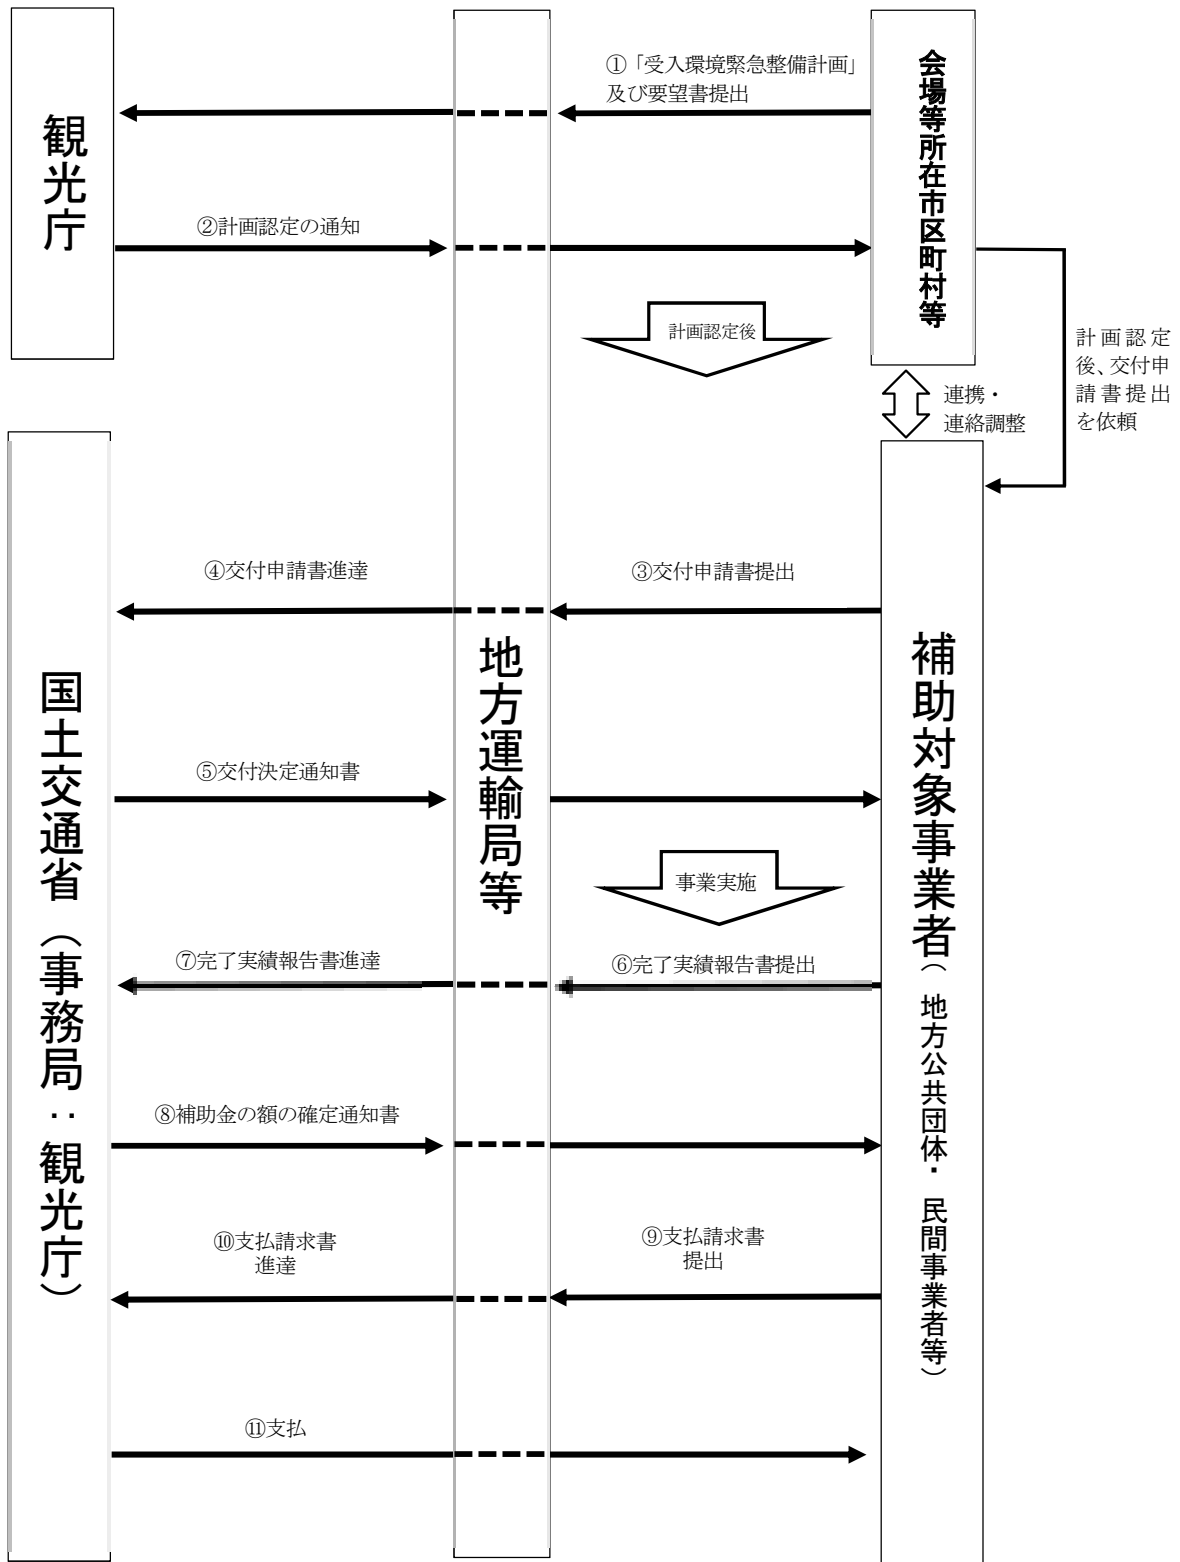 ①「受入環境緊急整備計画」
及び要望書提出
観光庁
会場等所在市区町村等
②計画認定の通知
計画認定後
計画認定
後、交付申
請書提出
を依頼
連携・
連絡調整
④交付申請書進達
③交付申請書提出
国土交通省（事務局：観光庁）
地方運輸局等
補助対象事業者（地方公共団体・民間事業者等）
⑤交付決定通知書
事業実施
⑦完了実績報告書進達
⑥完了実績報告書提出
⑧補助金の額の確定通知書
⑩支払請求書
進達
⑨支払請求書
提出
⑪支払